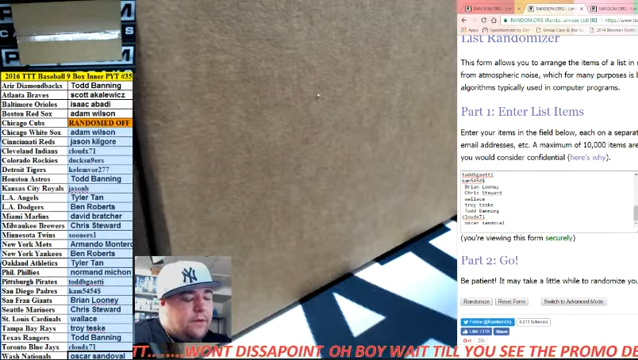 2016 TTT Baseball 9 Box Inner PYT #35
Ariz Diamondbacks Todd Banning
Atlanta Braves scott akalewicz
Baltimore Orioles isaac abadi
Boston Red Sox adam wilson
Chicago Cubs RANDOMED OFF
Chicago White Sox adam wilson
Cincinnati Reds jason kilgore
Cleveland Indians cloudx71
Colorado Rockies ducksn9ers
Detroit Tigers kelemvor277
Houston Astros Todd Banning
Kansas City Royals jasonb
L.A. Angels Tyler Tan
L.A. Dodgers Ben Roberts
Miami Marlins david bratcher
Milwaukee Brewers Chris Steward
Minnesota Twins sooners1
New York Mets Armando Montero
New York Yankees Ben Roberts
Oakland Athletics Tyler Tan
Phil. Phillies normand michon
Pittsburgh Pirates toddbgaetti
San Diego Padres kam5454$
San Fran Giants Brian Looney
Seattle Mariners Chris Steward
St. Louis Cardinals wallace
Tampa Bay Rays troy teske
Texas Rangers Todd Banning
Toronto Blue Jays cloudx71
Wash Nationals oscar sandoval
List Randomizer
This form allows you to arrange the items of a list in
from atmospheric noise, which for many purposes is
algorithms typically used in computer programs.
Part 1: Enter List Items
Enter your items in the field below, each on a separat
email addresses, etc. A maximum of 10,000 items are
you would consider confidential (here's why).
toddbgaetti
kam5454$
Brian Looney
Chris Steward
wallace
troy teske
Todd Banning
cloudx71
oscar sandoval
(you're viewing this form securely)
Part 2: Go!
Be patient! It may take a little while to randomize you
Randomize Reset Form Switch to Advanced Mode
TT.......WONT DISSAPOINT OH BOY WAIT TILL YOU SEE THE PROMO D